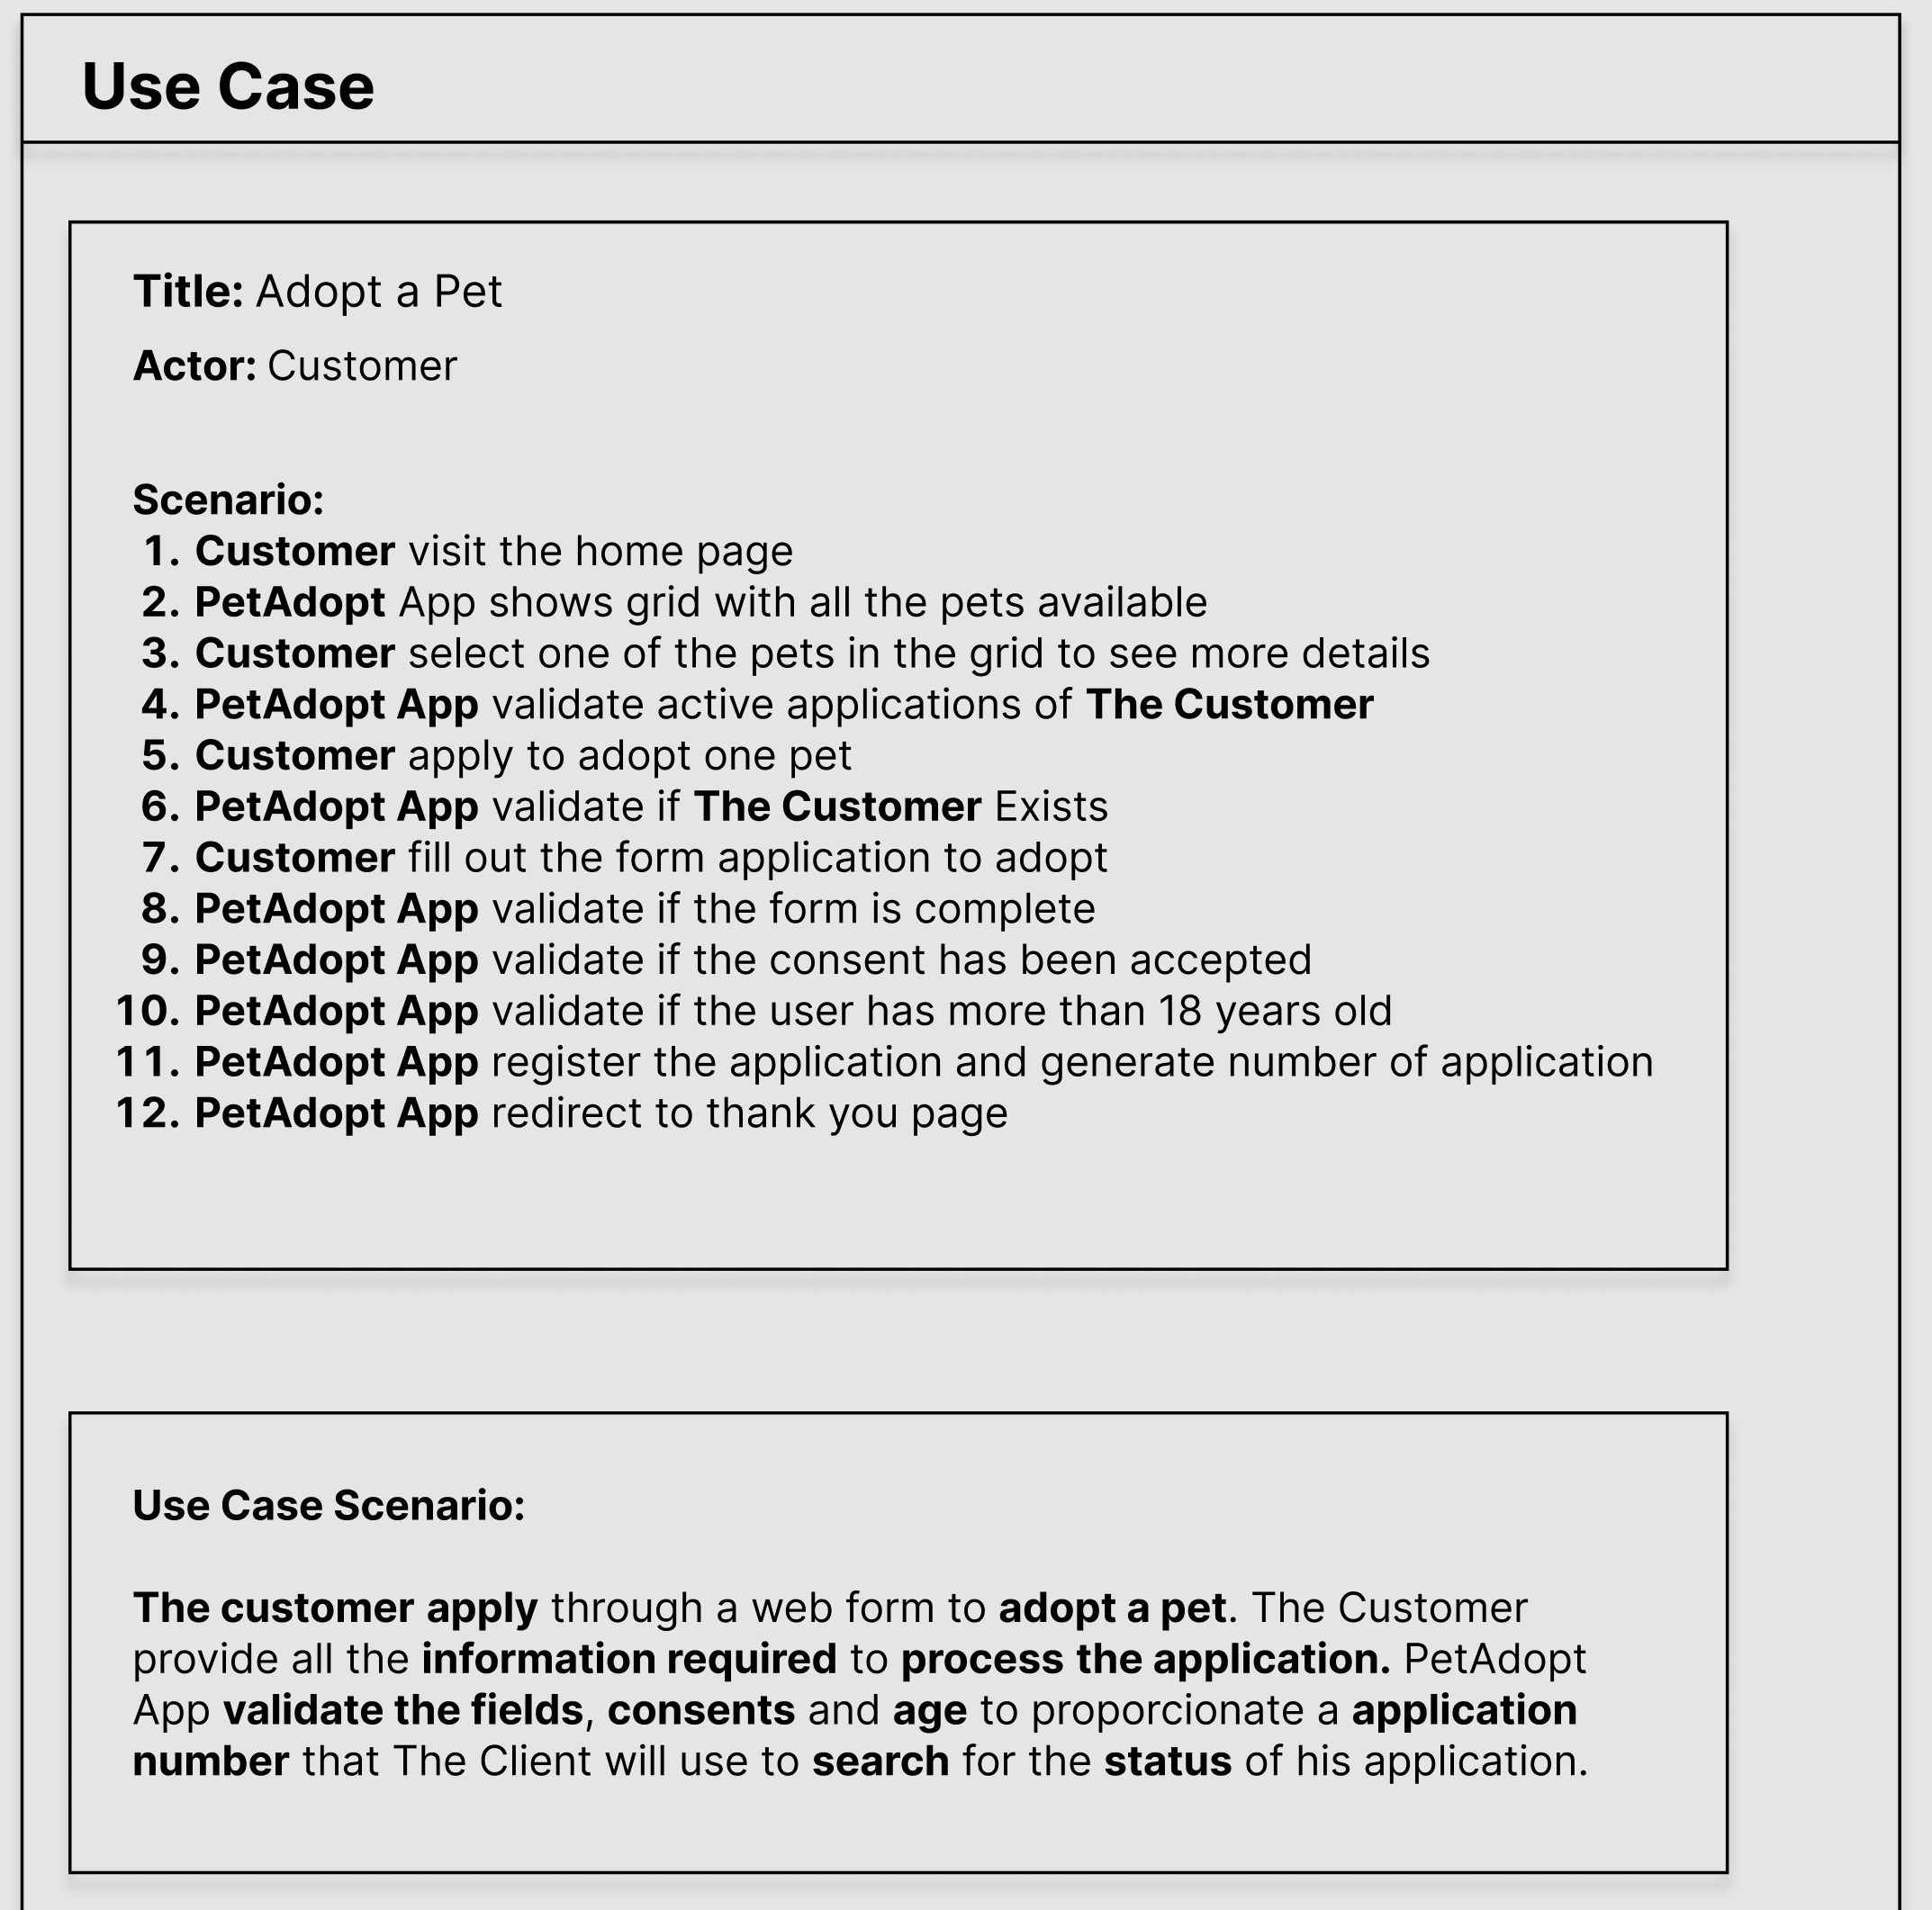 Use Case
Title: Adopt a Pet
Actor: Customer
Scenario:
1. Customer visit the home page
2. PetAdopt App shows grid with all the pets available
3. Customer select one of the pets in the grid to see more details
4. PetAdopt App validate active applications of The Customer
5. Customer apply to adopt one pet
6. PetAdopt App validate if The Customer Exists
7. Customer fill out the form application to adopt
8. PetAdopt App validate if the form is complete
9. PetAdopt App validate if the consent has been accepted
10. PetAdopt App validate if the user has more than 18 years old
11. PetAdopt App register the application and generate number of application
12. PetAdopt App redirect to thank you page
Use Case Scenario:
The customer apply through a web form to adopt a pet. The Customer
provide all the information required to process the application. PetAdopt
App validate the fields, consents and age to proporcionate a application
number that The Client will use to search for the status of his application.